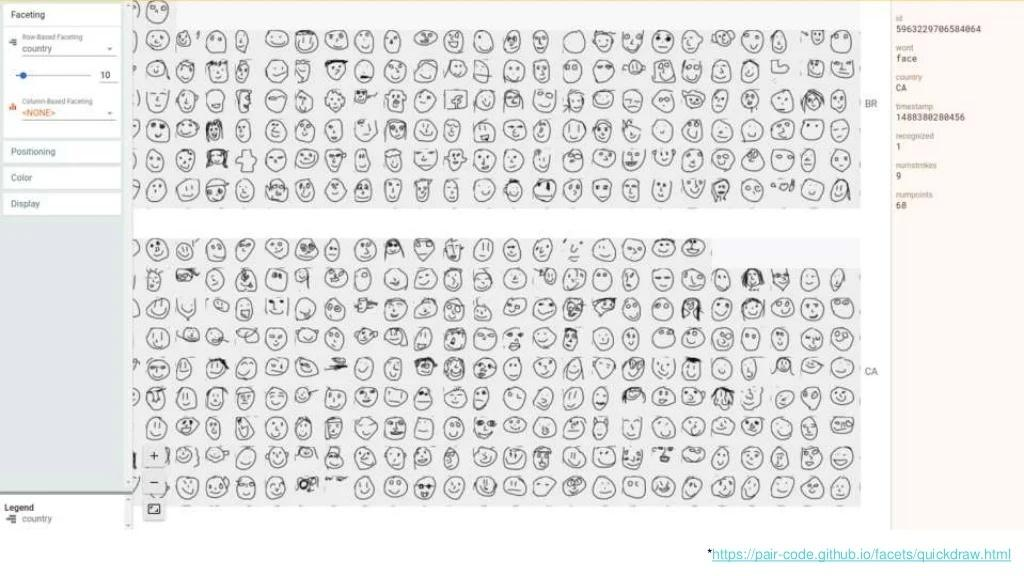 Faceting
Row-Based Faceting
country
10
Column-Based Faceting
<NONE>
Positioning
Color
Display
Legend
country
BR
CA
id
5963229706584064
word
face
country
CA
timestamp
1488380280456
recognized
1
numstrokes
9
numpoints
68
*https://pair-code.github.io/facets/quickdraw.html